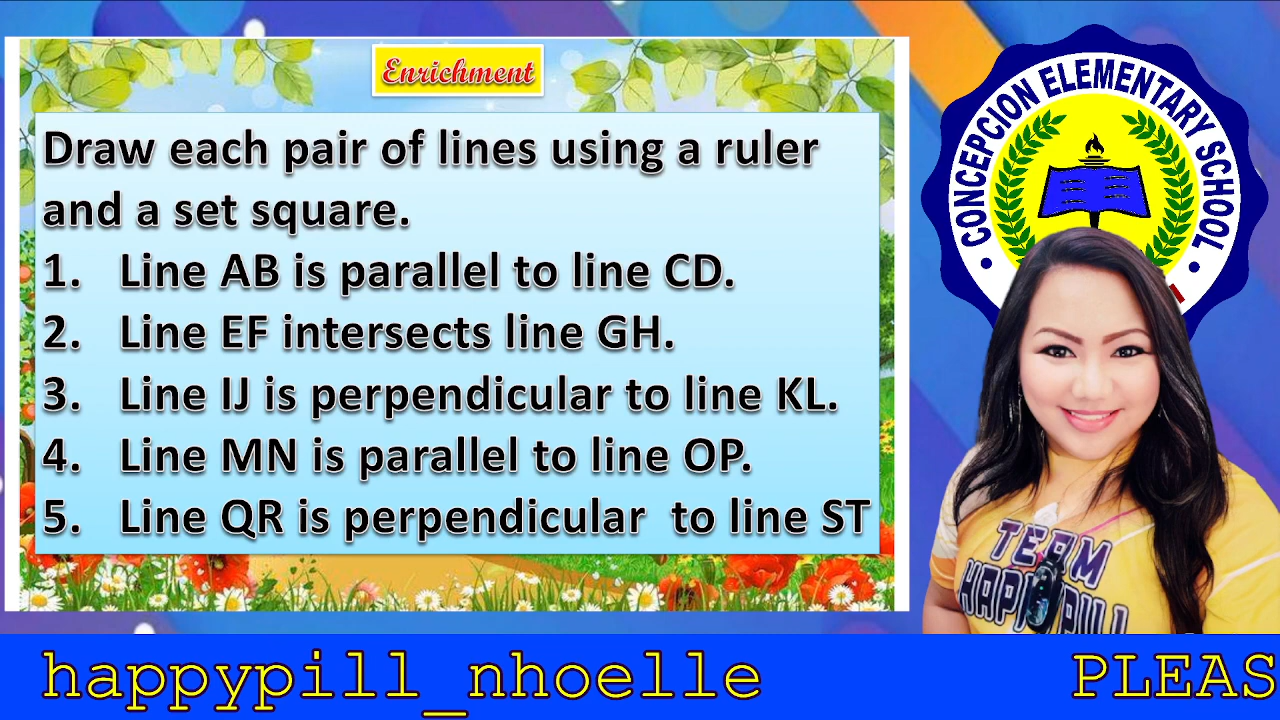 Enrichment
Draw each pair of lines using a ruler
and a set square.
1. Line AB is parallel to line CD.
2. Line EF intersects line GH.
3. Line IJ is perpendicular to line KL.
4. Line MN is parallel to line OP.
5. Line QR is perpendicular to line ST
CONCEPCION ELEMENTARY SCHOOL
TEAM
HAPPYPILL
happypill_nhoelle
PLEAS